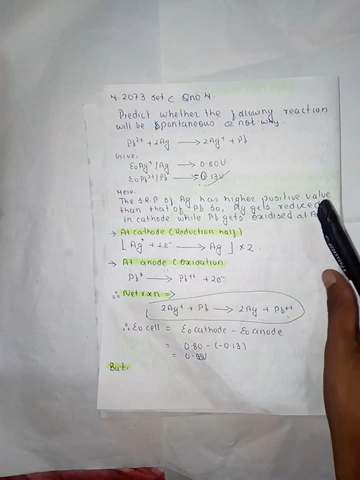 4. 2073 set C Qno 4
Predict whether the following reaction
will be spontaneous & not why.
Pb²⁺ + 2Ag → 2Ag⁺ + Pb
Given,
E0 Ag⁺/Ag → 0.80V
E0 Pb²⁺/Pb → -0.13V
Here,
The S.R.P of Ag has higher positive value
than that of Pb so, Ag gets reduced
in cathode while Pb gets oxidised at
→ At cathode (Reduction half)
[Ag⁺ + 1e⁻ → Ag] × 2
→ At anode (Oxidation
→ Pb⁺⁺ + 2e⁻
∴ Net rxn ⇒
2Ag⁺ + Pb → 2Ag + Pb⁺⁺
∴ E0 cell = E0 cathode - E0 anode
= 0.80 - (-0.13)
= 0.93V
But,